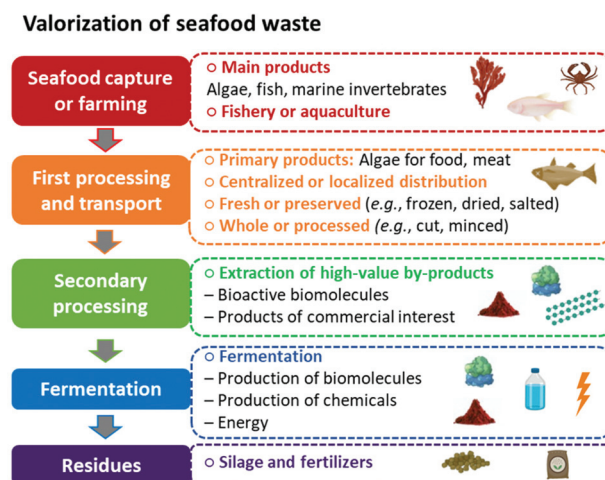 Valorization of seafood waste
Seafood capture
or farming
○ Main products
Algae, fish, marine invertebrates
○ Fishery or aquaculture
First processing
and transport
○ Primary products: Algae for food, meat
○ Centralized or localized distribution
○ Fresh or preserved (e.g., frozen, dried, salted)
○ Whole or processed (e.g., cut, minced)
Secondary
processing
○ Extraction of high-value by-products
– Bioactive biomolecules
– Products of commercial interest
Fermentation
○ Fermentation
– Production of biomolecules
– Production of chemicals
– Energy
Residues
○ Silage and fertilizers